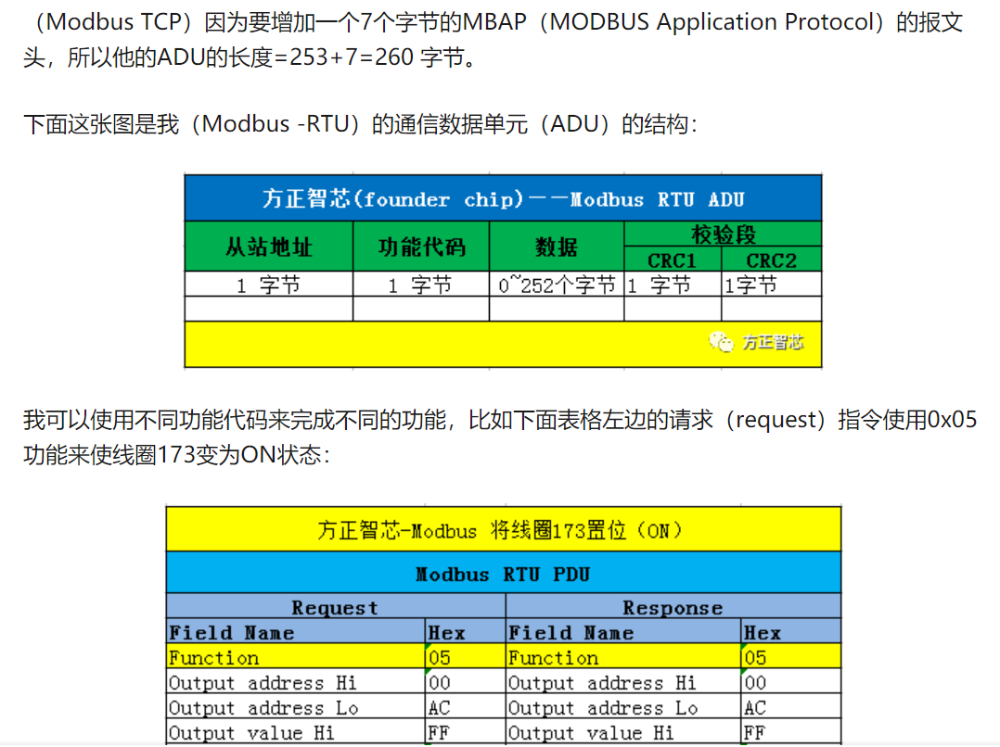 （Modbus TCP）因为要增加一个7个字节的MBAP（MODBUS Application Protocol）的报文
头，所以他的ADU的长度=253+7=260 字节。
下面这张图是我（Modbus -RTU）的通信数据单元（ADU）的结构：
方正智芯(founder chip)——Modbus RTU ADU
从站地址 功能代码 数据 校验段
CRC1 CRC2
1 字节 1 字节 0~252个字节 1 字节 1字节
方正智芯
我可以使用不同功能代码来完成不同的功能，比如下面表格左边的请求（request）指令使用0x05
功能来使线圈173变为ON状态：
方正智芯-Modbus 将线圈173置位（ON）
Modbus RTU PDU
Request Response
Field Name Hex Field Name Hex
Function 05 Function 05
Output address Hi 00 Output address Hi 00
Output address Lo AC Output address Lo AC
Output value Hi FF Output value Hi FF